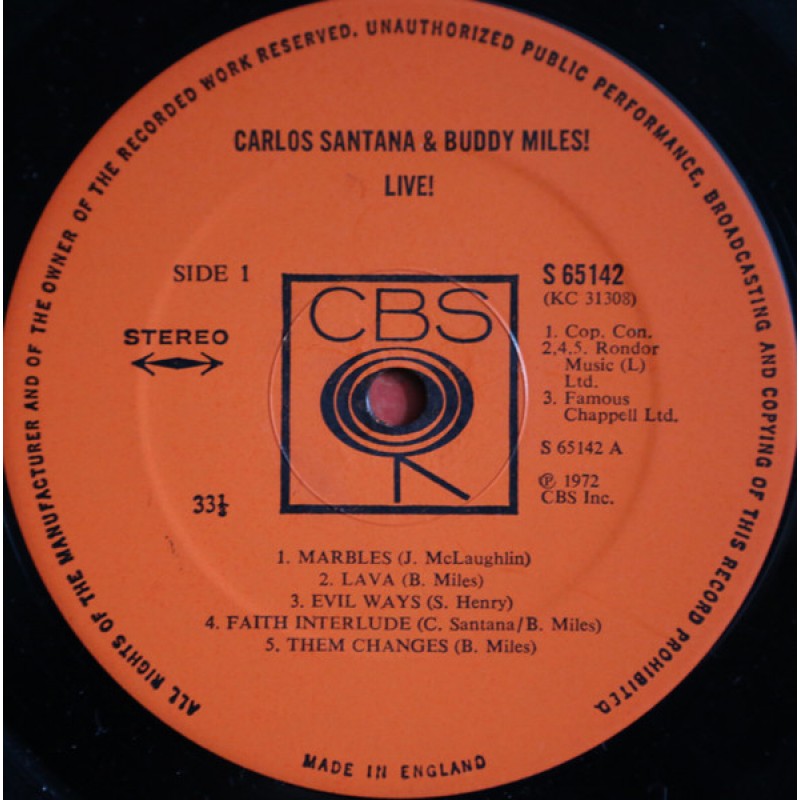 ALL RIGHTS OF THE MANUFACTURER AND OF THE OWNER OF THE RECORDED WORK RESERVED. UNAUTHORIZED PUBLIC PERFORMANCE, BROADCASTING AND COPYING OF THIS RECORD PROHIBITED.
CARLOS SANTANA & BUDDY MILES!
LIVE!
SIDE 1
STEREO
33⅓
CBS
S 65142
(KC 31308)
1. Cop. Con.
2,4,5. Rondor
Music (L)
Ltd.
3. Famous
Chappell Ltd.
S 65142 A
℗ 1972
CBS Inc.
1. MARBLES (J. McLaughlin)
2. LAVA (B. Miles)
3. EVIL WAYS (S. Henry)
4. FAITH INTERLUDE (C. Santana/B. Miles)
5. THEM CHANGES (B. Miles)
MADE IN ENGLAND